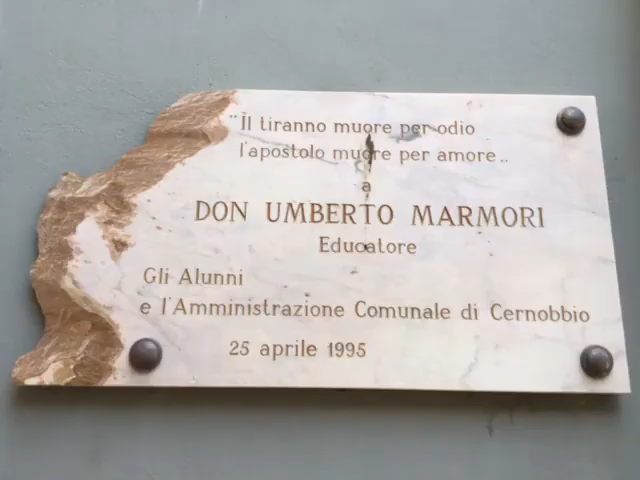 "Il tiranno muore per odio
l'apostolo muore per amore„
a
DON UMBERTO MARMORI
Educatore
Gli Alunni
e l'Amministrazione Comunale di Cernobbio
25 aprile 1995